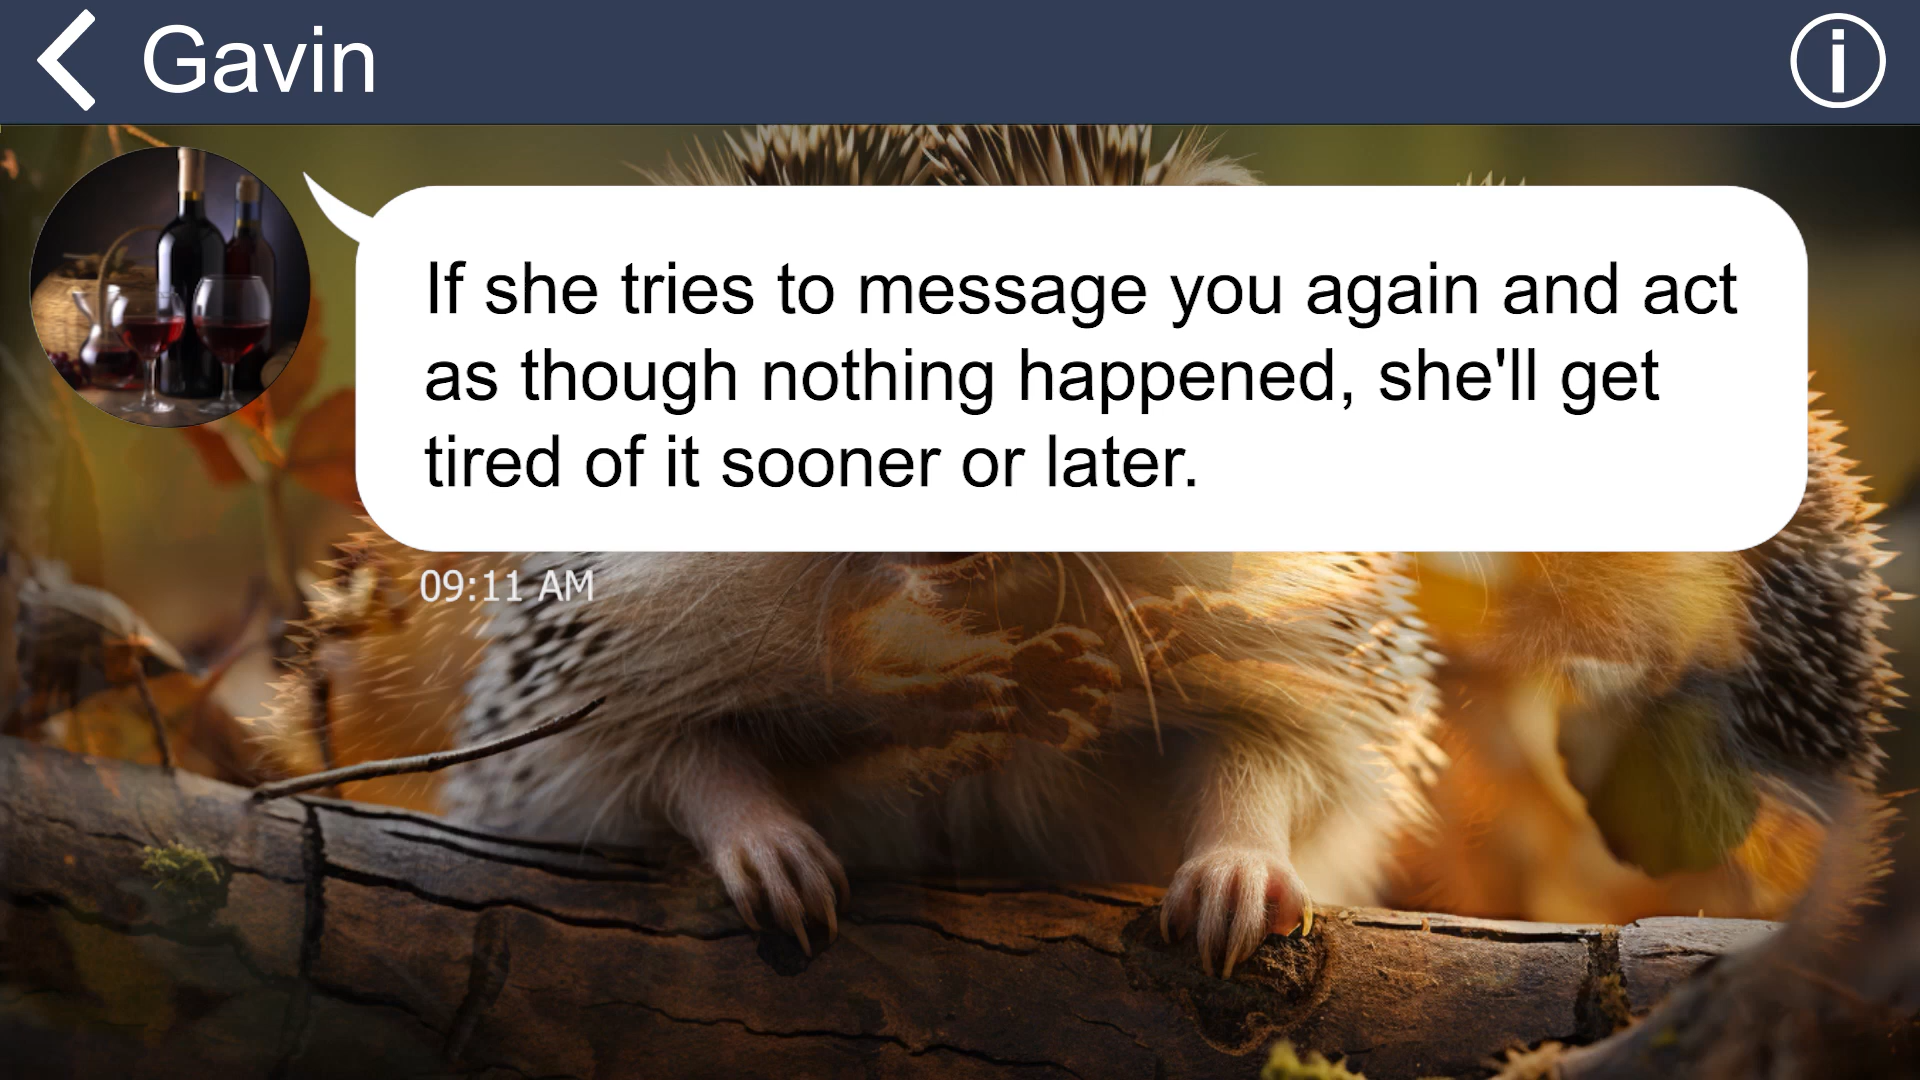 Gavin
If she tries to message you again and act
as though nothing happened, she'll get
tired of it sooner or later.
09:11 AM